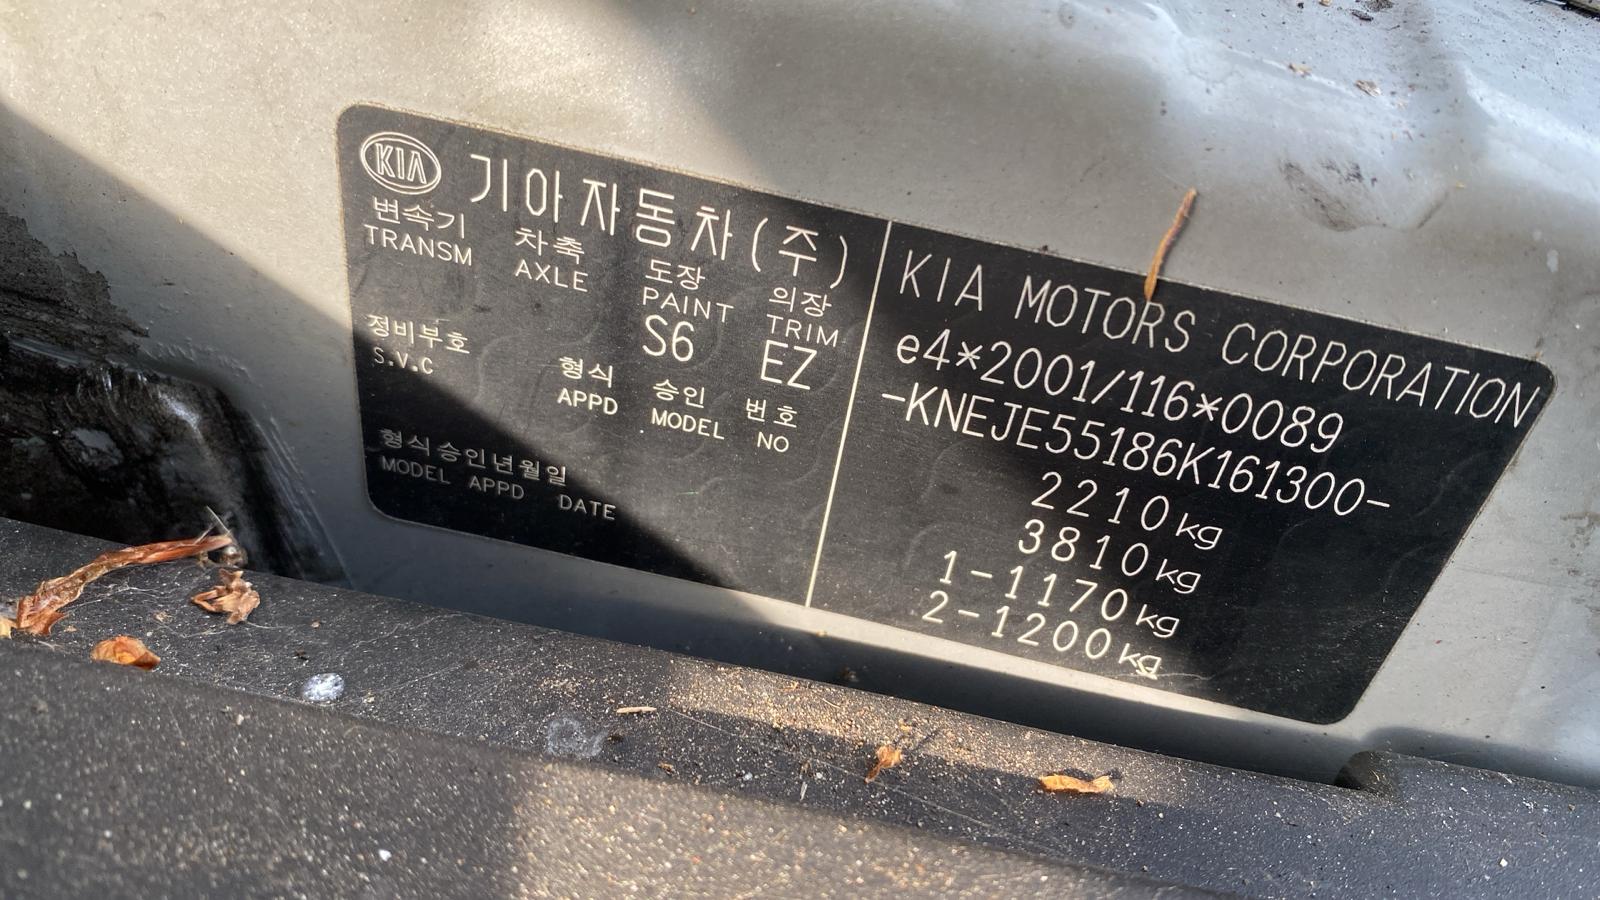 KIA 기아자동차(주)
변속기 차축 도장 의장
TRANSM AXLE PAINT TRIM
S6 EZ
정비부호 형식 승인 번호
S.V.C APPD MODEL NO
형식승인년월일
MODEL APPD DATE
KIA MOTORS CORPORATION
e4*2001/116*0089
-KNEJE55186K161300-
2210kg
3810kg
1-1170kg
2-1200kg